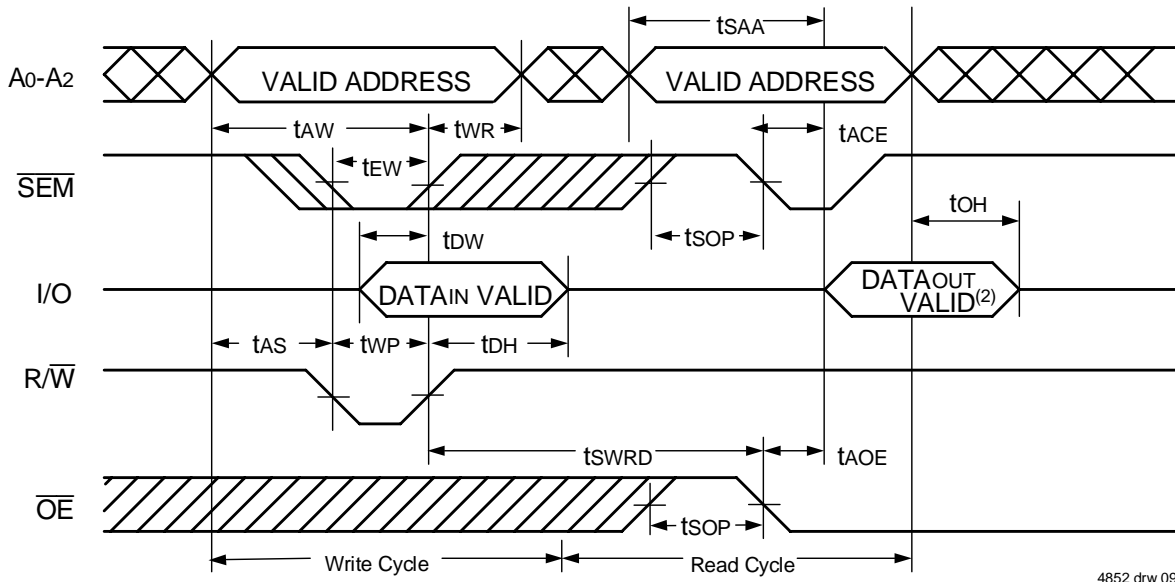 tSAA
A0-A2
VALID ADDRESS
VALID ADDRESS
tAW
tWR
tACE
tEW
SEM
tSOP
tOH
tDW
I/O
DATAIN VALID
DATAOUT
VALID(2)
tAS
tWP
tDH
R/W
tSWRD
tAOE
OE
tSOP
Write Cycle
Read Cycle
4852 drw 09